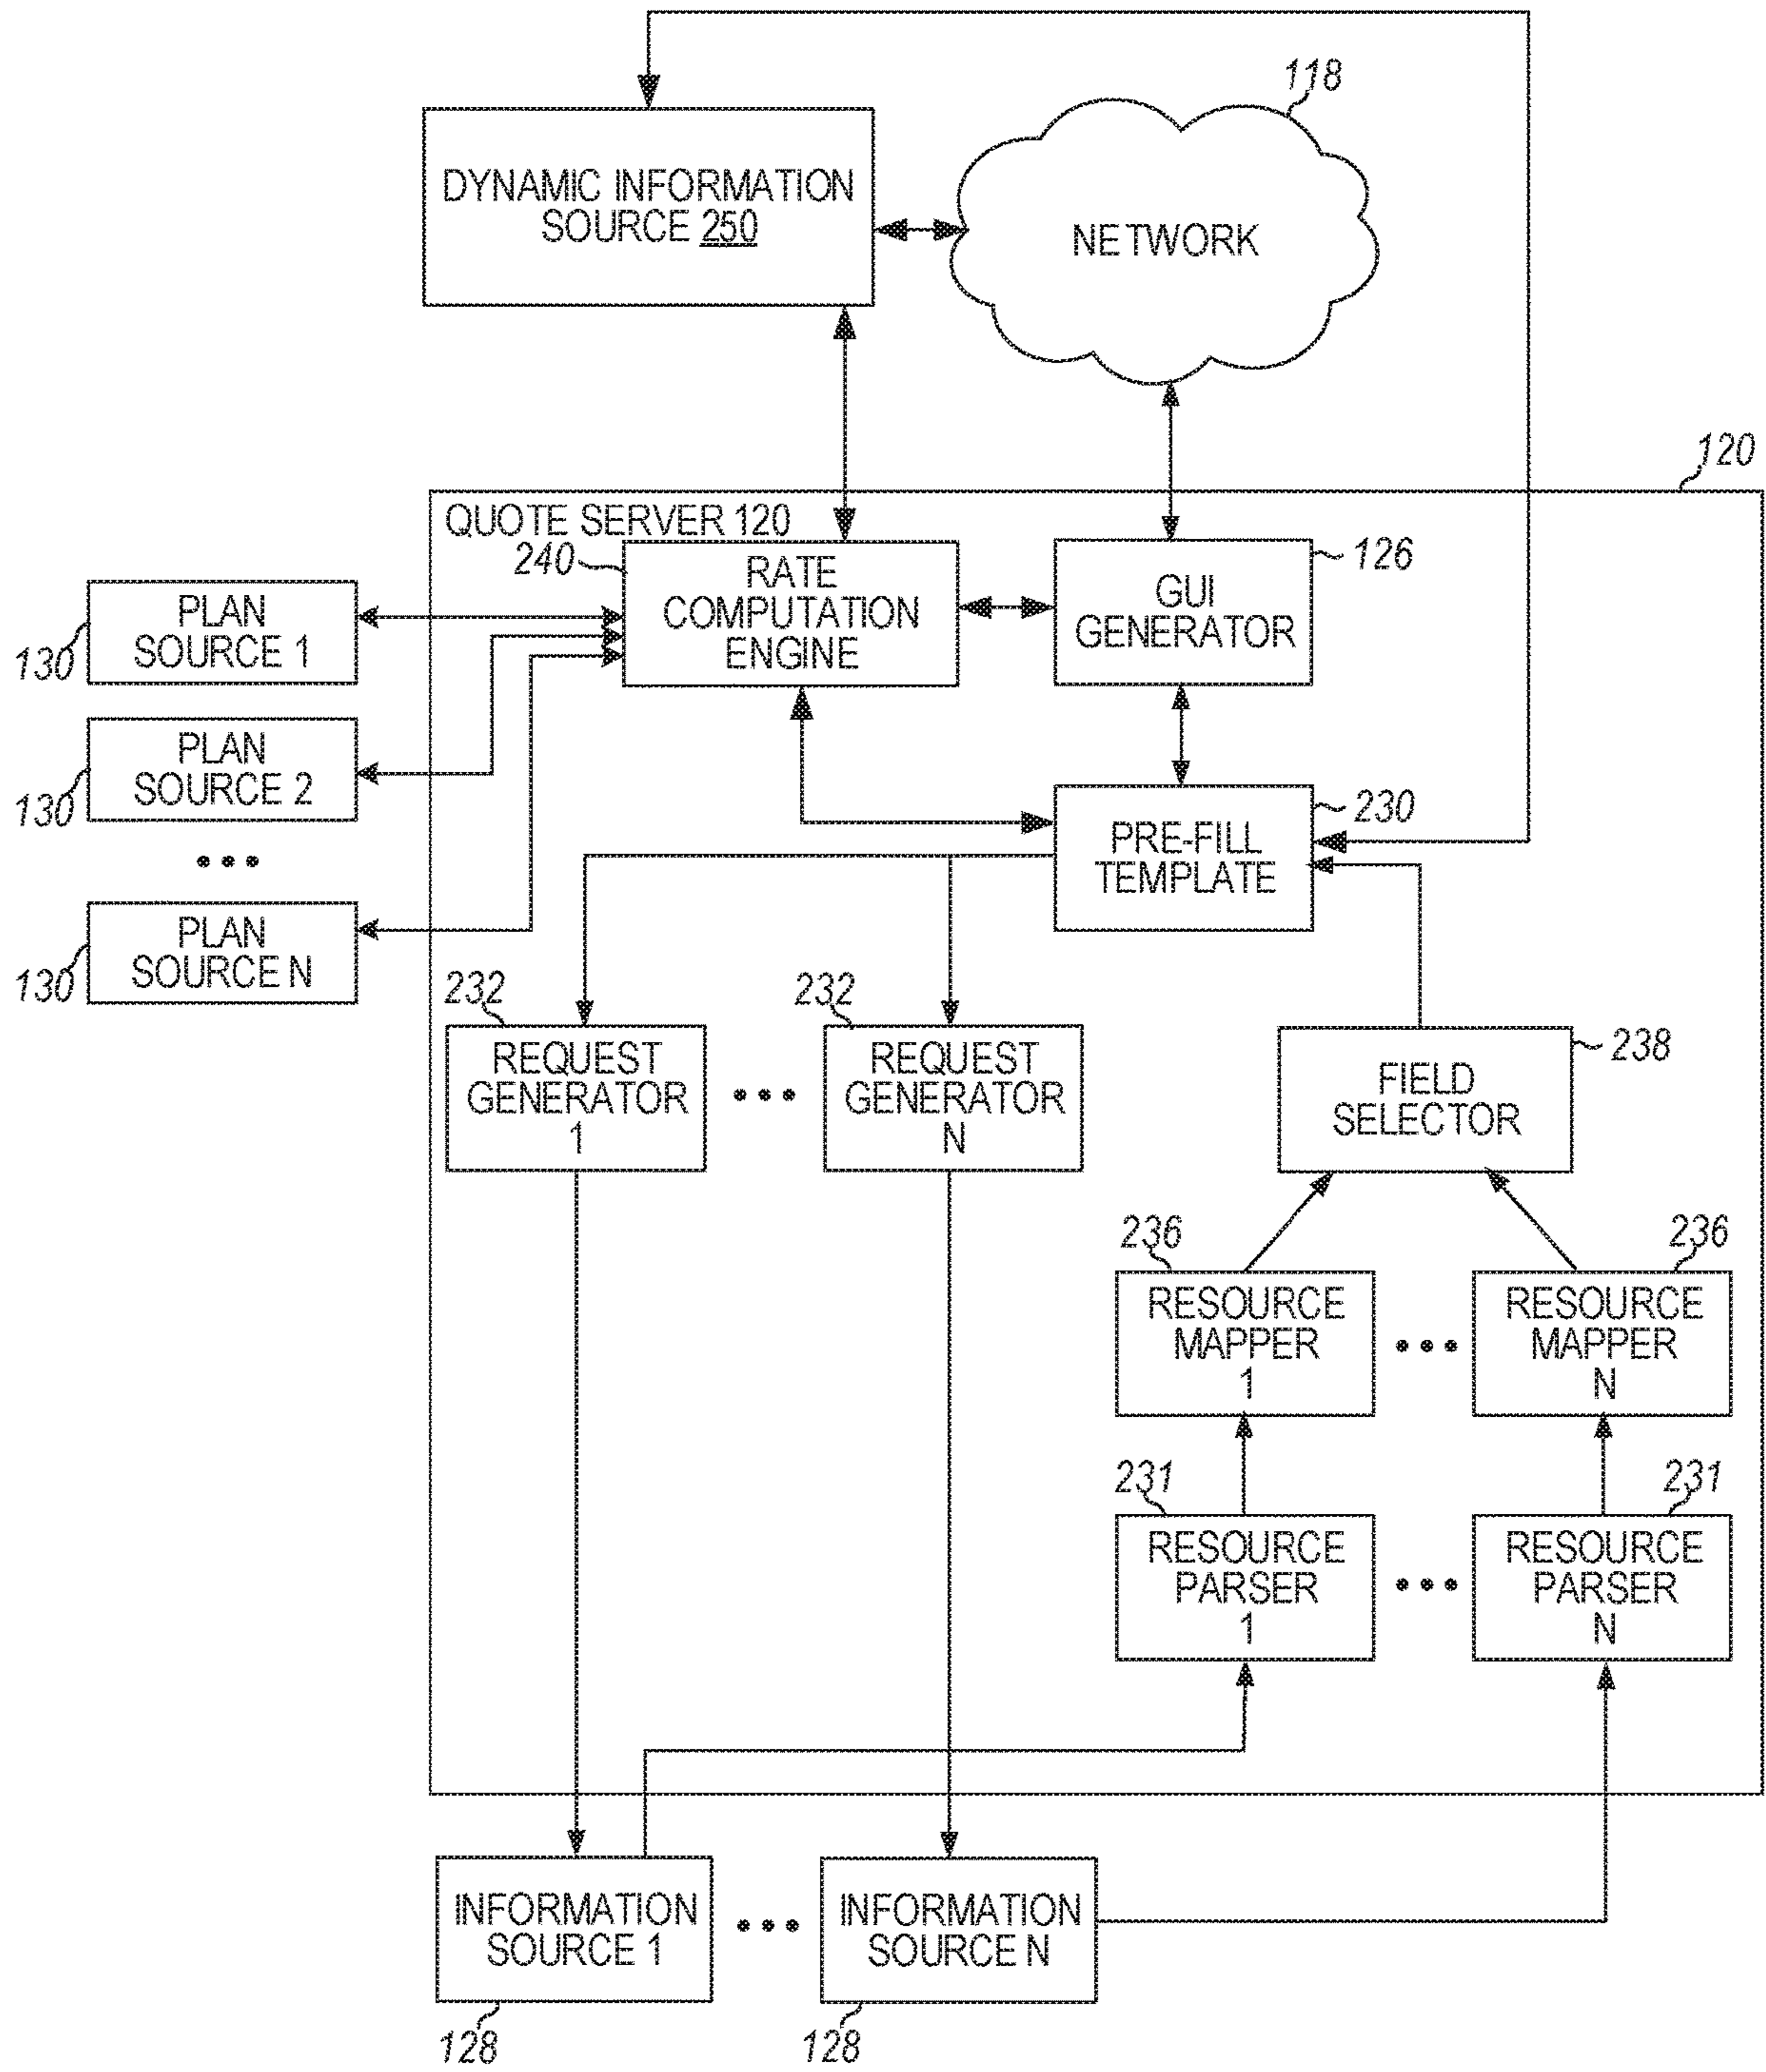 118
DYNAMIC INFORMATION
SOURCE 250
NETWORK
120
QUOTE SERVER 120
240
RATE
COMPUTATION
ENGINE
GUI
GENERATOR
126
PLAN
SOURCE 1
130
PLAN
SOURCE 2
130
PLAN
SOURCE N
130
PRE-FILL
TEMPLATE
230
232
REQUEST
GENERATOR
1
232
REQUEST
GENERATOR
N
FIELD
SELECTOR
238
236
RESOURCE
MAPPER
1
236
RESOURCE
MAPPER
N
231
RESOURCE
PARSER
1
231
RESOURCE
PARSER
N
INFORMATION
SOURCE 1
128
INFORMATION
SOURCE N
128